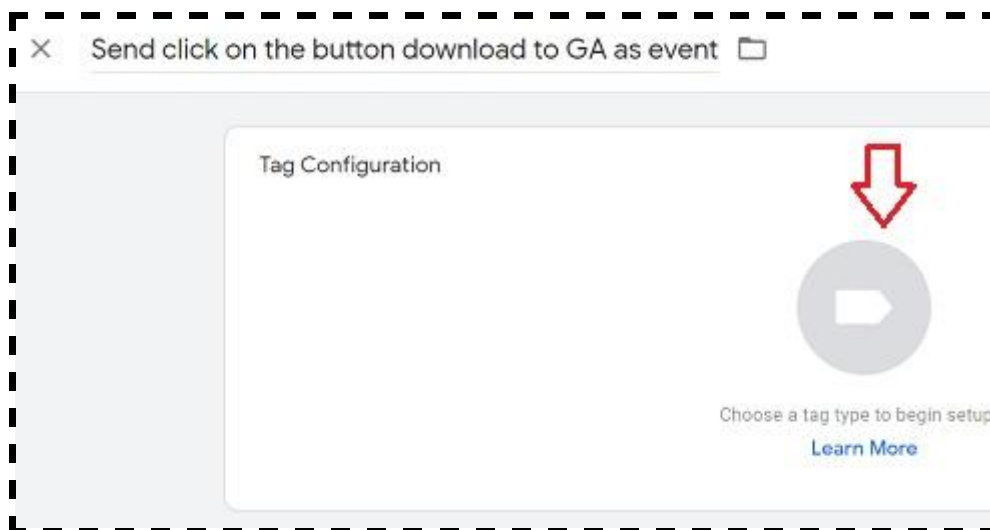 Send click on the button download to GA as event
Tag Configuration
Choose a tag type to begin setup
Learn More